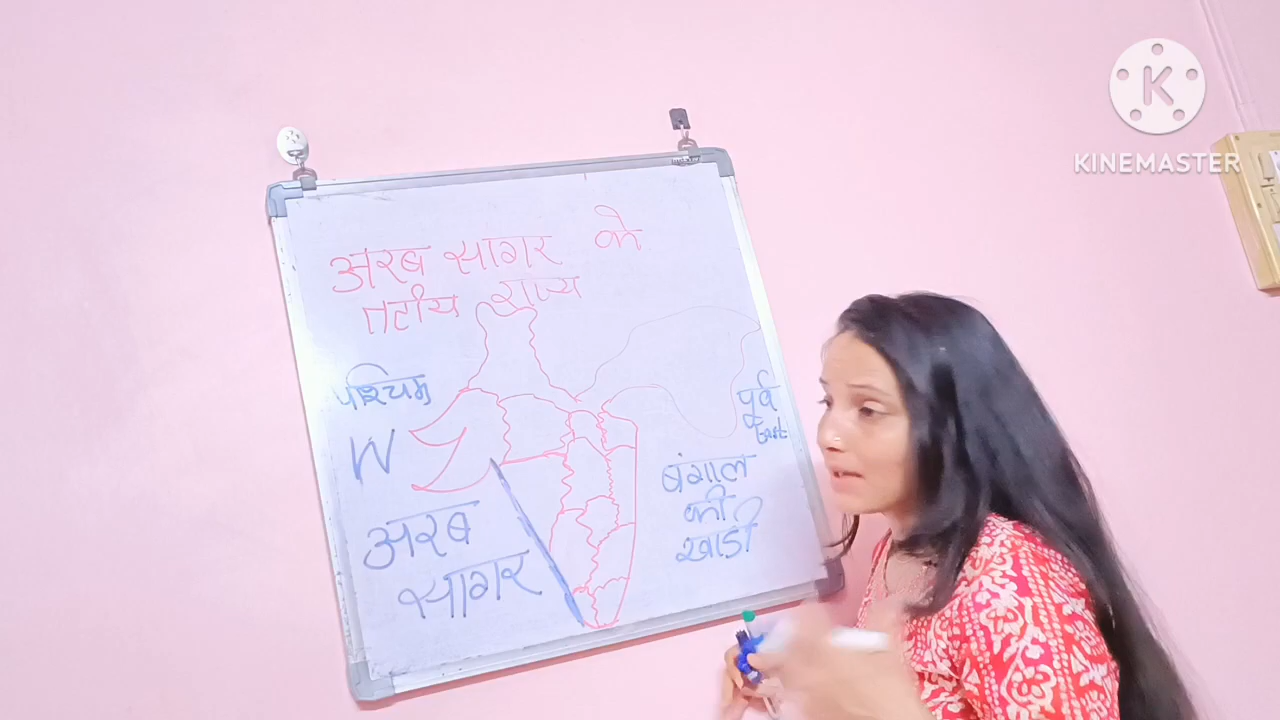 अरब सागर के
तटीय राज्य
पश्चिम
W
पूर्व
East
बंगाल
की
खाडी
अरब
सागर
KINEMASTER